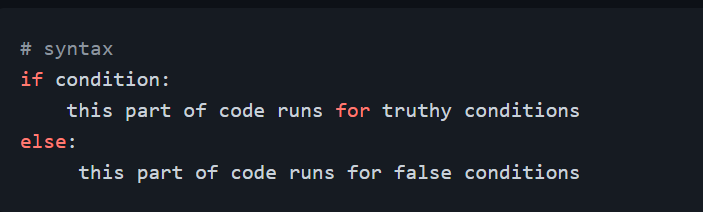 # syntax
if condition:
    this part of code runs for truthy conditions
else:
     this part of code runs for false conditions